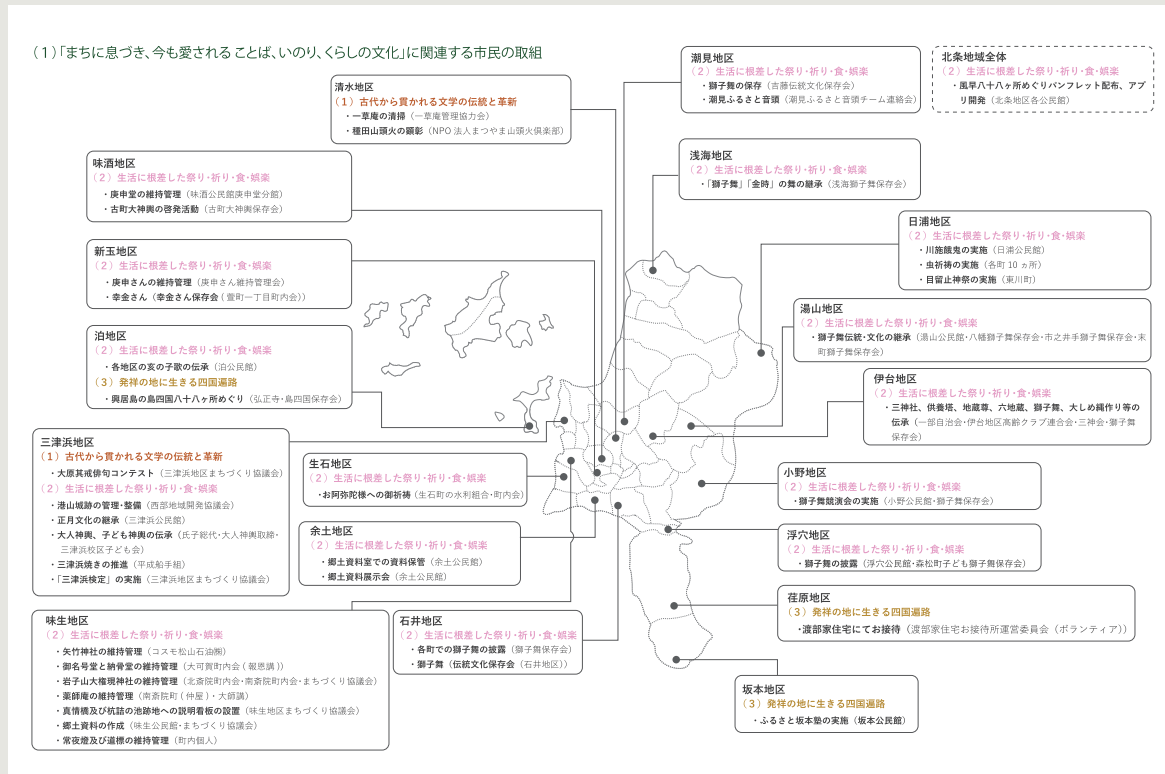 （１）「まちに息づき、今も愛されることば、いのり、くらしの文化」に関連する市民の取組
清水地区
（１）古代から貫かれる文学の伝統と革新
・一草庵の清掃（一草庵管理協力会）
・種田山頭火の顕彰（NPO 法人まつやま山頭火倶楽部）
味酒地区
（２）生活に根差した祭り・祈り・食・娯楽
・庚申堂の維持管理（味酒公民館庚申堂分館）
・古町大神輿の啓発活動（古町大神輿保存会）
新玉地区
（２）生活に根差した祭り・祈り・食・娯楽
・庚申さんの維持管理（庚申さん維持管理会）
・幸金さん（幸金さん保存会（萱町一丁目町内会））
泊地区
（２）生活に根差した祭り・祈り・食・娯楽
・各地区の亥の子歌の伝承（泊公民館）
（３）発祥の地に生きる四国遍路
・興居島の島四国八十八ヶ所めぐり（弘正寺・島四国保存会）
三津浜地区
（１）古代から貫かれる文学の伝統と革新
・大原其戎俳句コンテスト（三津浜地区まちづくり協議会）
（２）生活に根差した祭り・祈り・食・娯楽
・港山城跡の管理・整備（西部地域開発協議会）
・正月文化の継承（三津浜公民館）
・大人神輿、子ども神輿の伝承（氏子総代・大人神輿取締・
三津浜校区子ども会）
・三津浜焼きの推進（平成船手組）
・「三津浜検定」の実施（三津浜地区まちづくり協議会）
味生地区
（２）生活に根差した祭り・祈り・食・娯楽
・矢竹神社の維持管理（コスモ松山石油㈱）
・御名号堂と納骨堂の維持管理（大可賀町内会（報恩講））
・岩子山大権現神社の維持管理（北斎院町内会・南斎院町内会・まちづくり協議会）
・薬師庵の維持管理（南斎院町（仲屋）・大師講）
・真情橋及び杭詰の池跡地への説明看板の設置（味生地区まちづくり協議会）
・郷土資料の作成（味生公民館・まちづくり協議会）
・常夜燈及び道標の維持管理（町内個人）
生石地区
（２）生活に根差した祭り・祈り・食・娯楽
・お阿弥陀様への御祈祷（生石町の水利組合・町内会）
余土地区
（２）生活に根差した祭り・祈り・食・娯楽
・郷土資料室での資料保管（余土公民館）
・郷土資料展示会（余土公民館）
石井地区
（２）生活に根差した祭り・祈り・食・娯楽
・各町での獅子舞の披露（獅子舞保存会）
・獅子舞（伝統文化保存会（石井地区））
潮見地区
（２）生活に根差した祭り・祈り・食・娯楽
・獅子舞の保存（吉藤伝統文化保存会）
・潮見ふるさと音頭（潮見ふるさと音頭チーム連絡会）
北条地域全体
（２）生活に根差した祭り・祈り・食・娯楽
・風早八十八ヶ所めぐりパンフレット配布、アプ
リ開発（北条地区各公民館）
浅海地区
（２）生活に根差した祭り・祈り・食・娯楽
・「獅子舞」「金時」の舞の継承（浅海獅子舞保存会）
日浦地区
（２）生活に根差した祭り・祈り・食・娯楽
・川施餓鬼の実施（日浦公民館）
・虫祈祷の実施（各町 10 ヵ所）
・目留止神祭の実施（東川町）
湯山地区
（２）生活に根差した祭り・祈り・食・娯楽
・獅子舞伝統・文化の継承（湯山公民館・八幡獅子舞保存会・市之井手獅子舞保存会・末
町獅子舞保存会）
伊台地区
（２）生活に根差した祭り・祈り・食・娯楽
・三神社、供養塔、地蔵尊、六地蔵、獅子舞、大しめ縄作り等の
伝承（一部自治会・伊台地区高齢クラブ連合会・三神会・獅子舞
保存会）
小野地区
（２）生活に根差した祭り・祈り・食・娯楽
・獅子舞競演会の実施（小野公民館・獅子舞保存会）
浮穴地区
（２）生活に根差した祭り・祈り・食・娯楽
・獅子舞の披露（浮穴公民館・森松町子ども獅子舞保存会）
荏原地区
（３）発祥の地に生きる四国遍路
・渡部家住宅にてお接待（渡部家住宅お接待所運営委員会（ボランティア））
坂本地区
（３）発祥の地に生きる四国遍路
・ふるさと坂本塾の実施（坂本公民館）